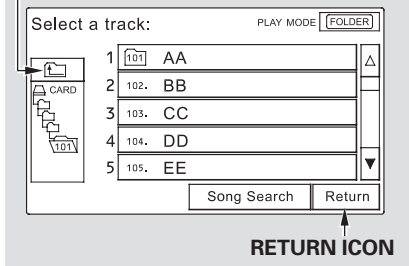 Select a track: PLAY MODE FOLDER
1 101 AA
CARD
2 102. BB
3 103. CC
101 4 104. DD
5 105. EE
Song Search Return
RETURN ICON